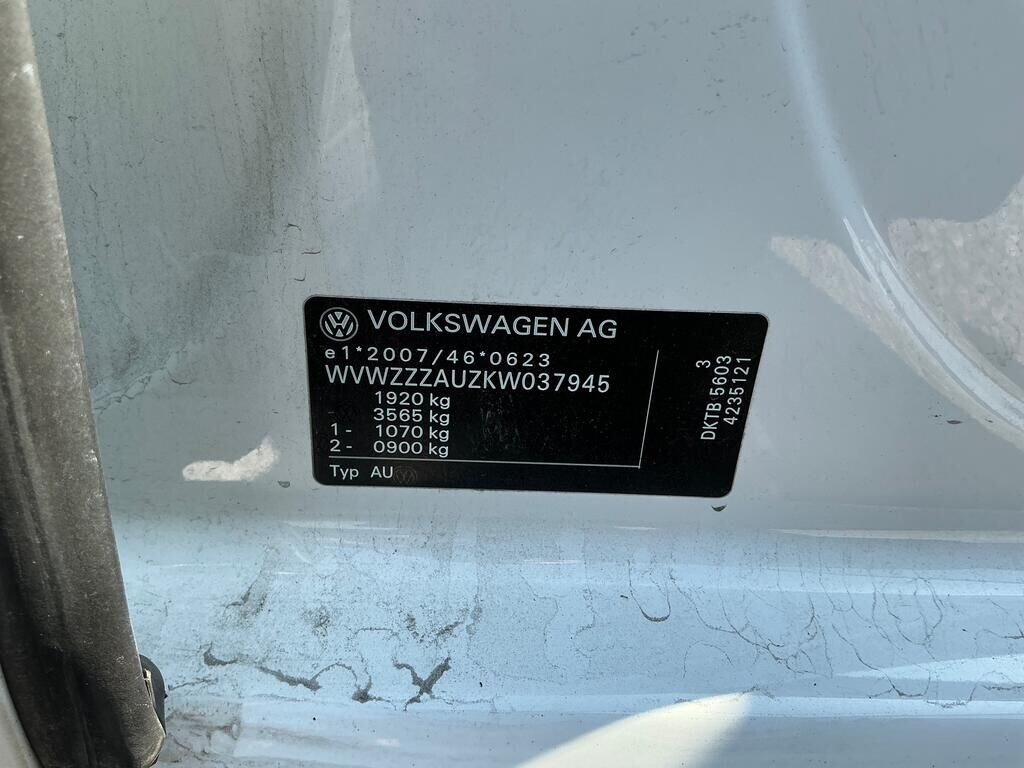 VOLKSWAGEN AG
e1*2007/46*0623
WVWZZZAUZKW037945
1920 kg
3565 kg
1- 1070 kg
2- 0900 kg
Typ AU
3
DKTB 5603
4235121